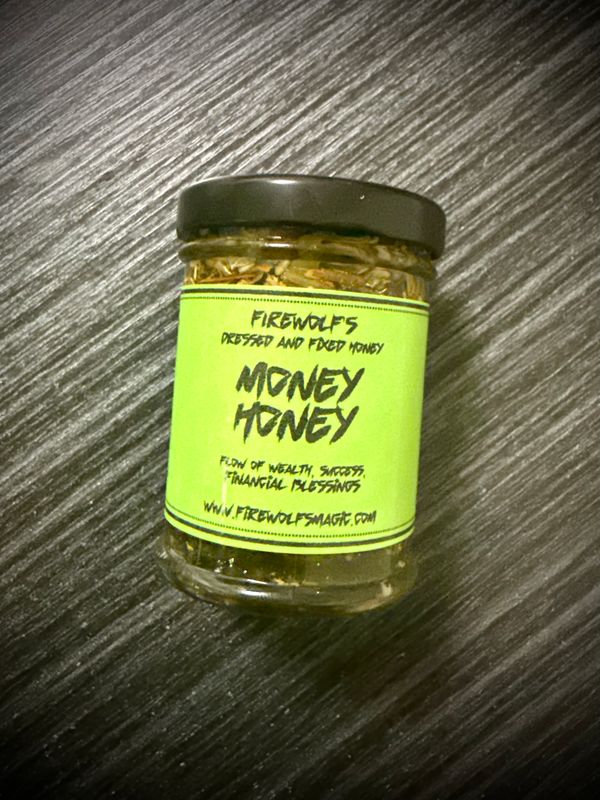 FIREWOLF'S
DRESSED AND FIXED HONEY
MONEY
HONEY
FLOW OF WEALTH, SUCCESS,
FINANCIAL BLESSINGS
WWW.FIREWOLFSMAGIC.COM